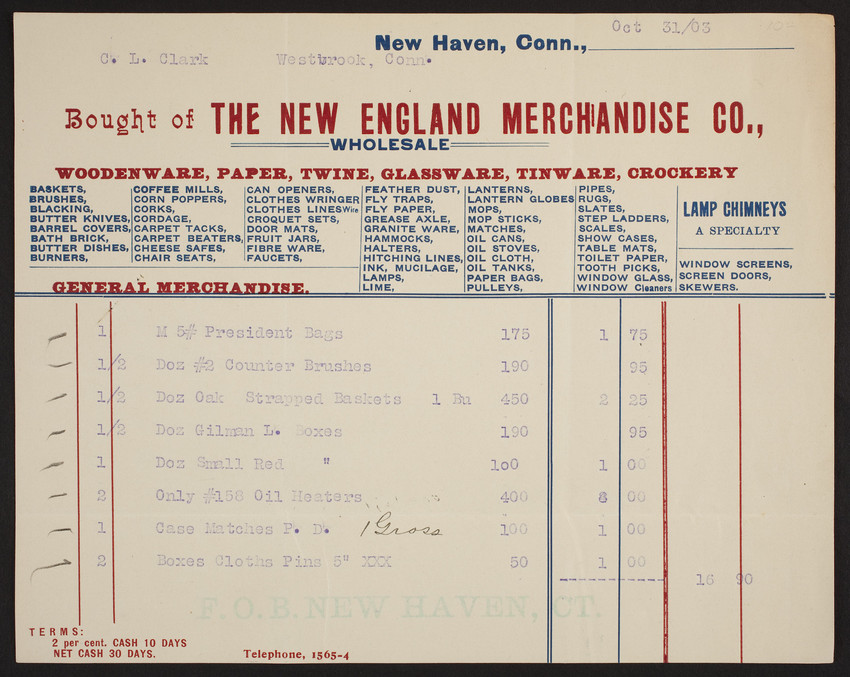 Oct 31/03
New Haven, Conn.,
C. L. Clark Westbrook, Conn.
Bought of THE NEW ENGLAND MERCHANDISE CO.,
WHOLESALE
WOODENWARE, PAPER, TWINE, GLASSWARE, TINWARE, CROCKERY
BASKETS,
BRUSHES,
BLACKING,
BUTTER KNIVES,
BARREL COVERS,
BATH BRICK,
BUTTER DISHES,
BURNERS,
COFFEE MILLS,
CORN POPPERS,
CORKS,
CORDAGE,
CARPET TACKS,
CARPET BEATERS,
CHEESE SAFES,
CHAIR SEATS,
CAN OPENERS,
CLOTHES WRINGER
CLOTHES LINES Wire
CROQUET SETS,
DOOR MATS,
FRUIT JARS,
FIBRE WARE,
FAUCETS,
FEATHER DUST,
FLY TRAPS,
FLY PAPER,
GREASE AXLE,
GRANITE WARE,
HAMMOCKS,
HALTERS,
HITCHING LINES,
INK, MUCILAGE,
LAMPS,
LIME,
LANTERNS,
LANTERN GLOBES
MOPS,
MOP STICKS,
MATCHES,
OIL CANS,
OIL STOVES,
OIL CLOTH,
OIL TANKS,
PAPER BAGS,
PULLEYS,
PIPES,
RUGS,
SLATES,
STEP LADDERS,
SCALES,
SHOW CASES,
TABLE MATS,
TOILET PAPER,
TOOTH PICKS,
WINDOW GLASS,
WINDOW Cleaners
LAMP CHIMNEYS
A SPECIALTY
WINDOW SCREENS,
SCREEN DOORS,
SKEWERS.
GENERAL MERCHANDISE.
1 M 5# President Bags 175 1 75
1/2 Doz #2 Counter Brushes 190 95
1/2 Doz Oak Strapped Baskets 1 Bu 450 2 25
1/2 Doz Gilman L. Boxes 190 95
1 Doz Small Red " 100 1 00
2 Only #158 Oil Heaters 400 8 00
1 Case Matches P. D. 1 Gross 100 1 00
2 Boxes Cloths Pins 5" XXX 50 1 00
16 90
F.O.B. NEW HAVEN, CT.
TERMS:
2 per cent. CASH 10 DAYS
NET CASH 30 DAYS.
Telephone, 1565-4